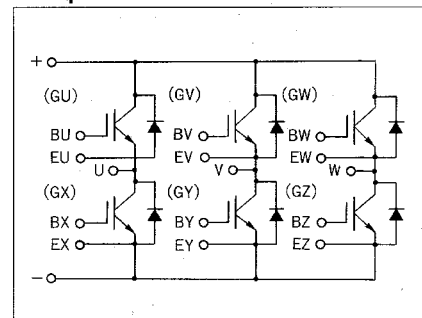 +
(GU) (GV) (GW)
BU BV BW
EU EV EW
U V W
(GX) (GY) (GZ)
BX BY BZ
EX EY EZ
−